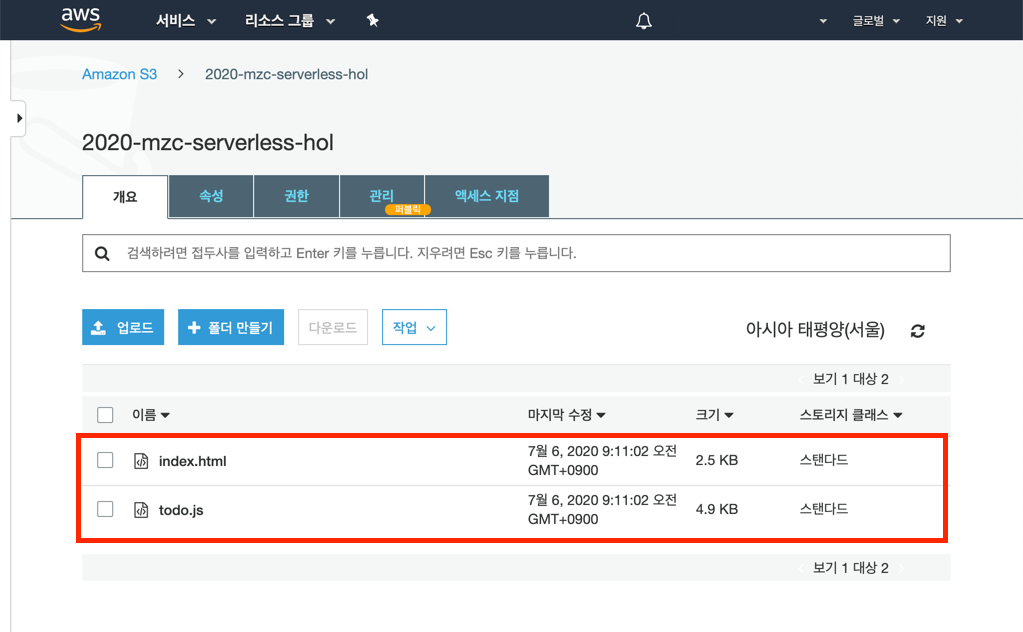 aws 서비스 리소스 그룹 글로벌 지원
Amazon S3 > 2020-mzc-serverless-hol
2020-mzc-serverless-hol
개요 속성 권한 관리 액세스 지점
퍼블릭
검색하려면 접두사를 입력하고 Enter 키를 누릅니다. 지우려면 Esc 키를 누릅니다.
업로드 폴더 만들기 다운로드 작업 아시아 태평양(서울)
보기 1 대상 2
이름 마지막 수정 크기 스토리지 클래스
index.html 7월 6, 2020 9:11:02 오전 GMT+0900 2.5 KB 스탠다드
todo.js 7월 6, 2020 9:11:02 오전 GMT+0900 4.9 KB 스탠다드
보기 1 대상 2